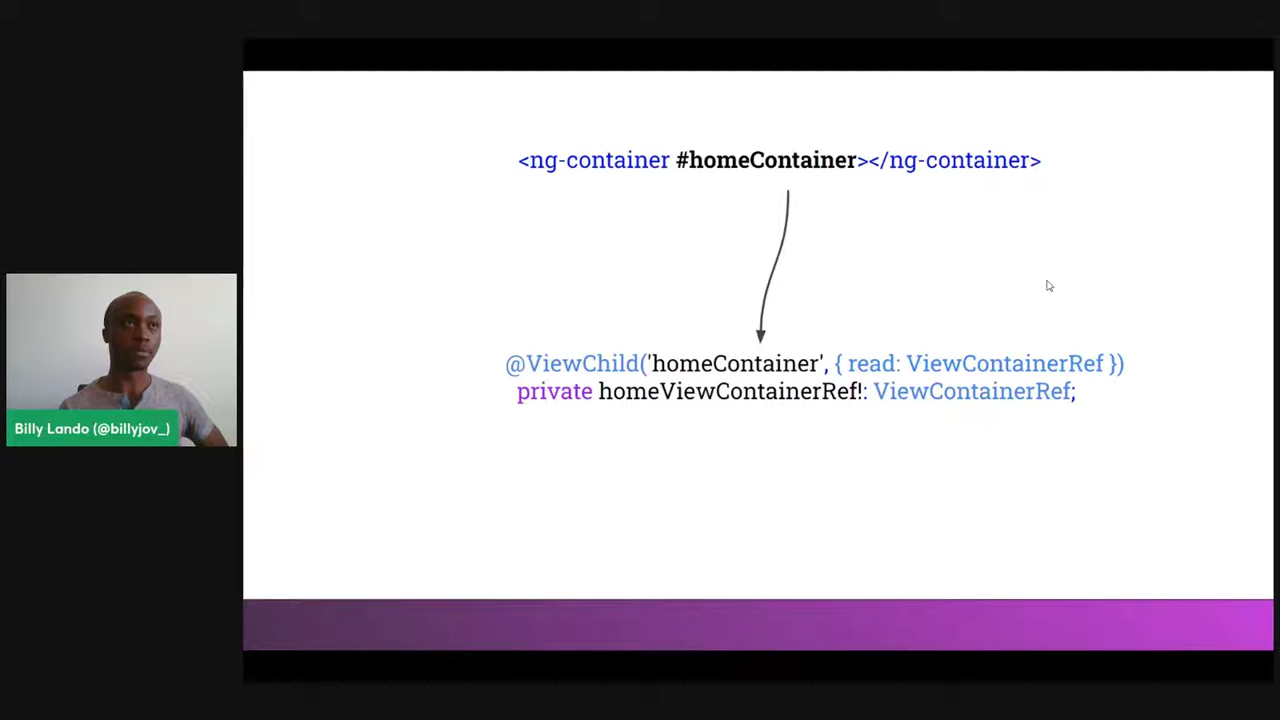 <ng-container #homeContainer></ng-container>
@ViewChild('homeContainer', { read: ViewContainerRef })
private homeViewContainerRef!: ViewContainerRef;
Billy Lando (@billyjov_)